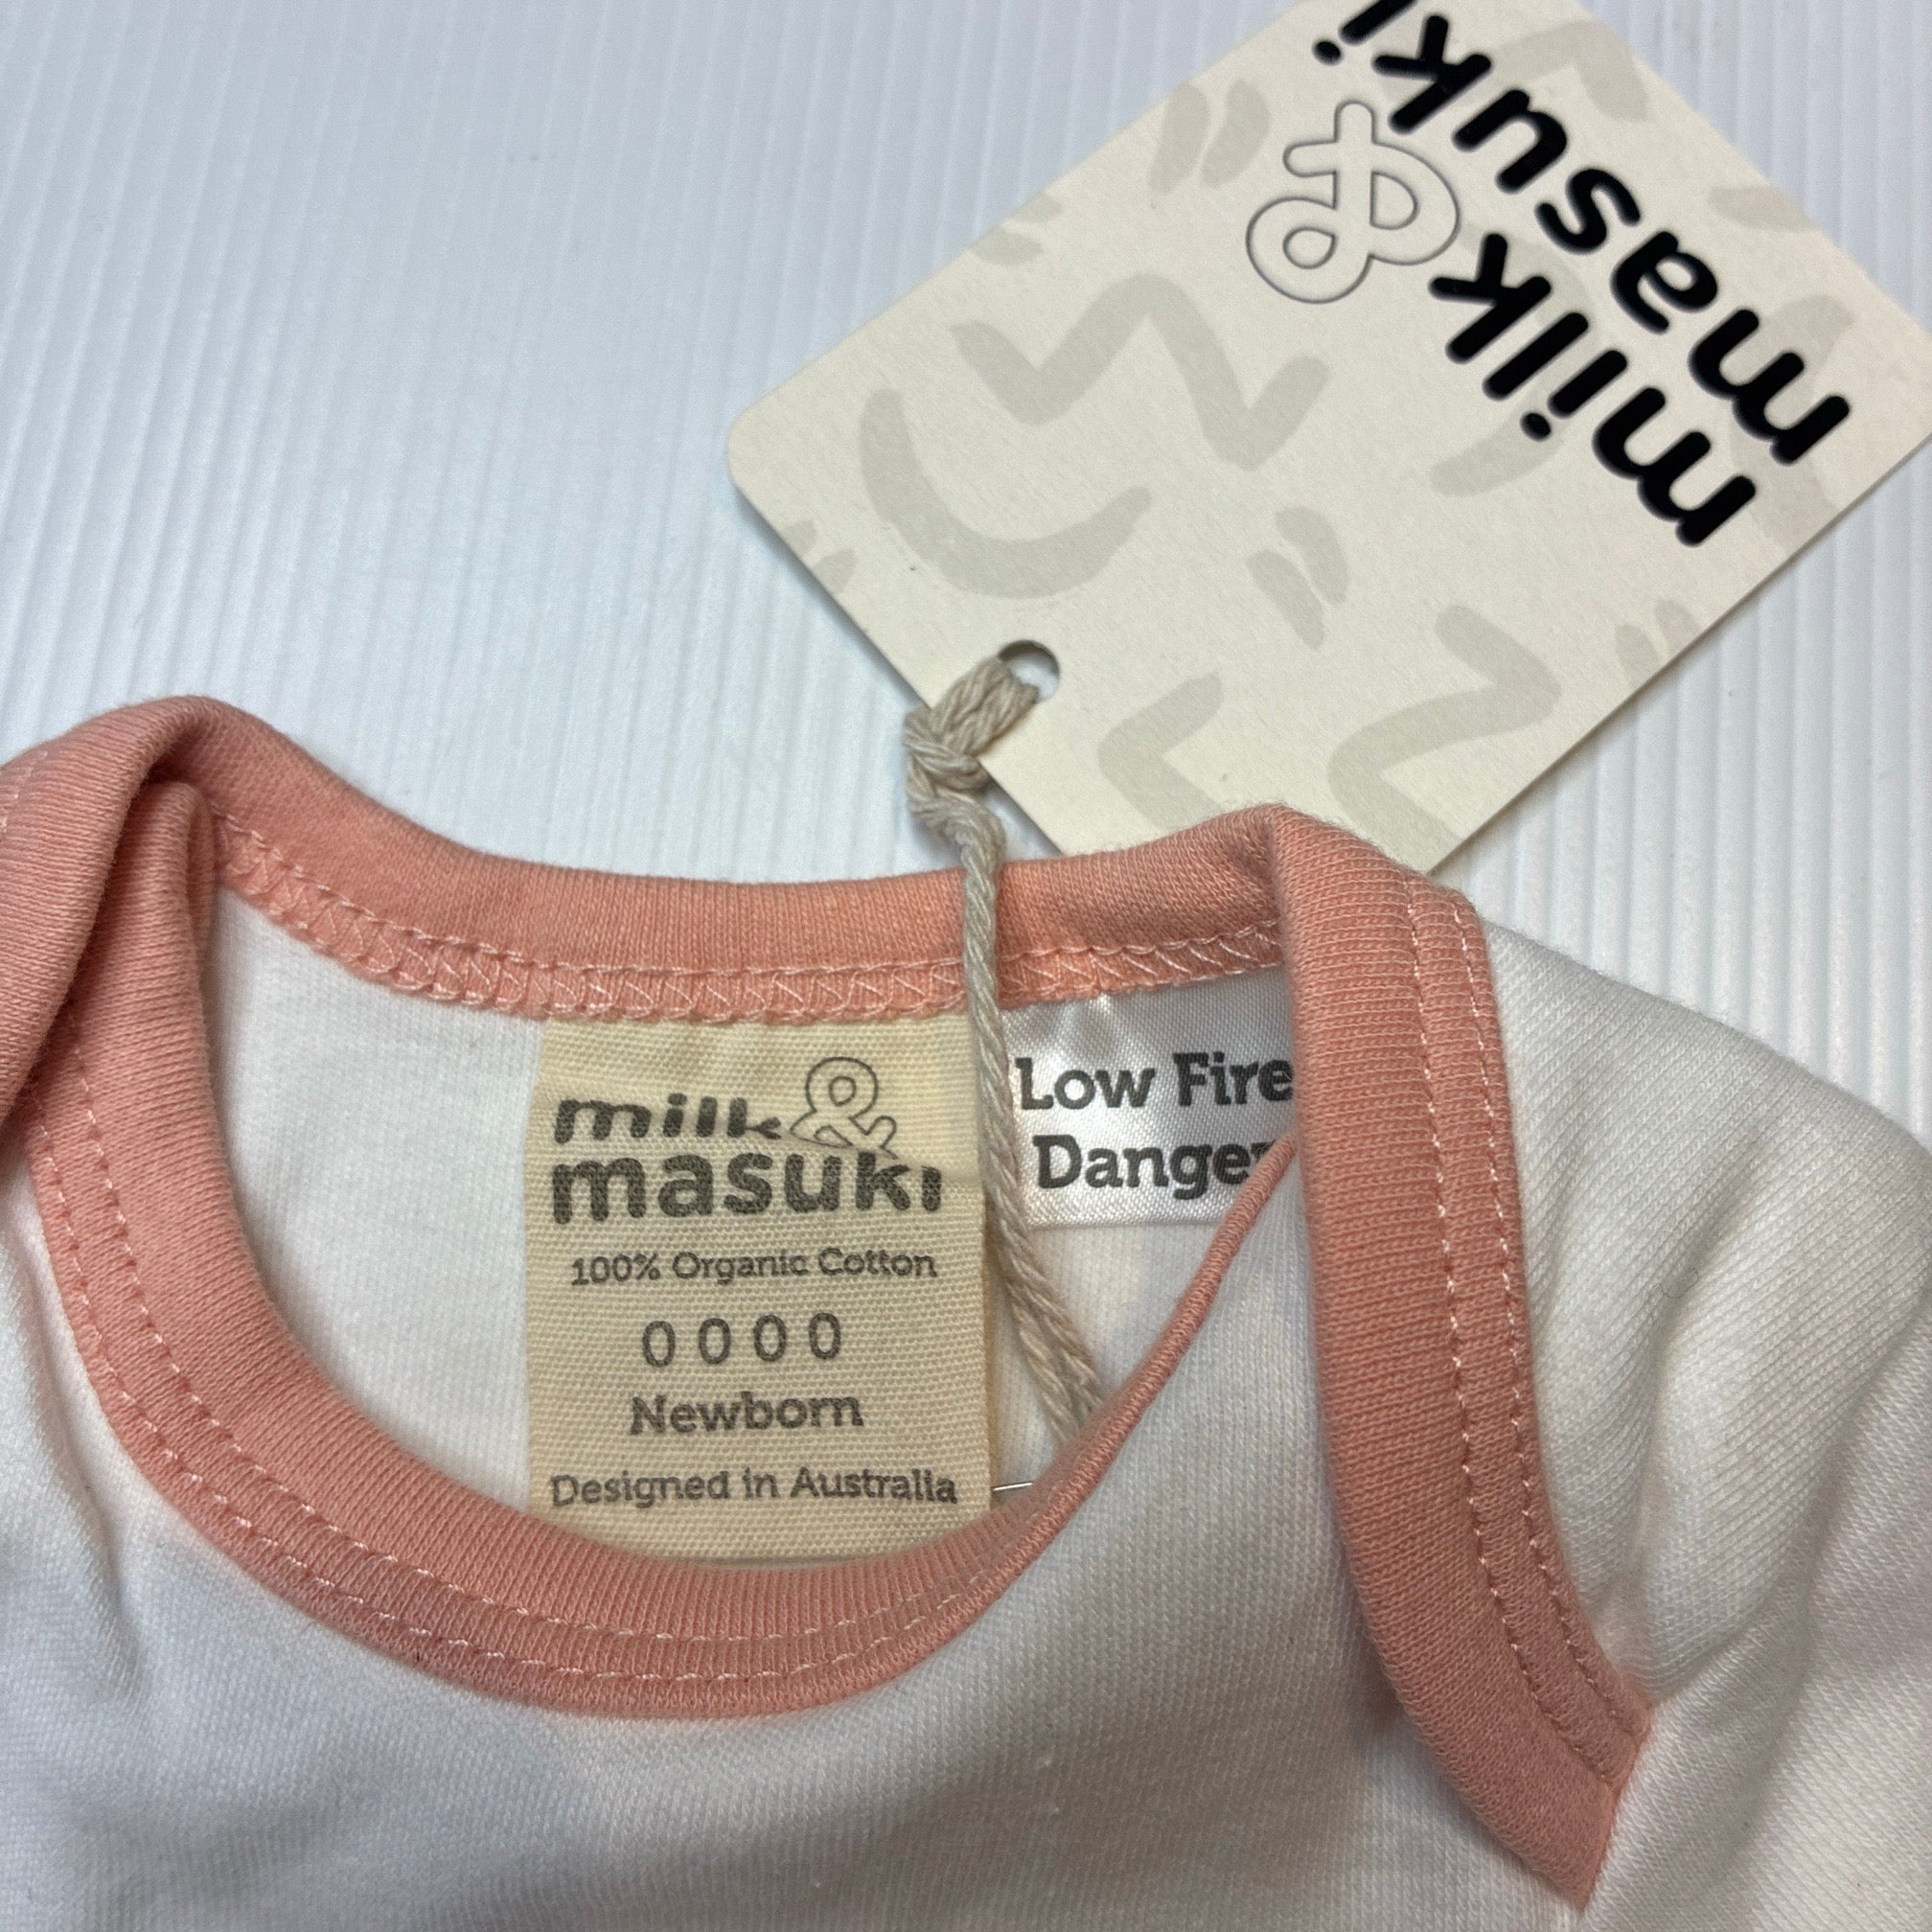 milk &
masuki
milk &
masuki
100% Organic Cotton
0000
Newborn
Designed in Australia
Low Fire
Danger